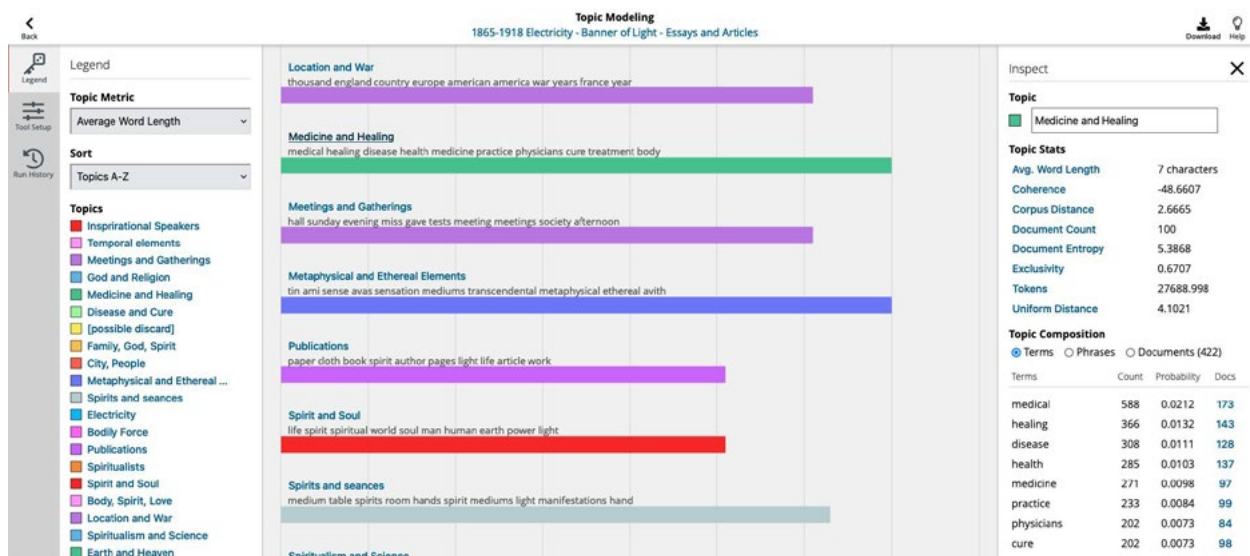 Topic Modeling
1865-1918 Electricity - Banner of Light - Essays and Articles
Back
Download
Help
Legend
Tool Setup
Run History
Legend
Topic Metric
Average Word Length
Sort
Topics A-Z
Topics
Insprirational Speakers
Temporal elements
Meetings and Gatherings
God and Religion
Medicine and Healing
Disease and Cure
[possible discard]
Family, God, Spirit
City, People
Metaphysical and Ethereal ...
Spirits and seances
Electricity
Bodily Force
Publications
Spiritualists
Spirit and Soul
Body, Spirit, Love
Location and War
Spiritualism and Science
Earth and Heaven
Location and War
thousand england country europe american america war years france year
Medicine and Healing
medical healing disease health medicine practice physicians cure treatment body
Meetings and Gatherings
hall sunday evening miss gave tests meeting meetings society afternoon
Metaphysical and Ethereal Elements
tin ami sense avas sensation mediums transcendental metaphysical ethereal avith
Publications
paper cloth book spirit author pages light life article work
Spirit and Soul
life spirit spiritual world soul man human earth power light
Spirits and seances
medium table spirits room hands spirit mediums light manifestations hand
Spiritualism and Science
Inspect
Topic
Medicine and Healing
Topic Stats
Avg. Word Length 7 characters
Coherence -48.6607
Corpus Distance 2.6665
Document Count 100
Document Entropy 5.3868
Exclusivity 0.6707
Tokens 27688.998
Uniform Distance 4.1021
Topic Composition
Terms Phrases Documents (422)
Terms Count Probability Docs
medical 588 0.0212 173
healing 366 0.0132 143
disease 308 0.0111 128
health 285 0.0103 137
medicine 271 0.0098 97
practice 233 0.0084 99
physicians 202 0.0073 84
cure 202 0.0073 98